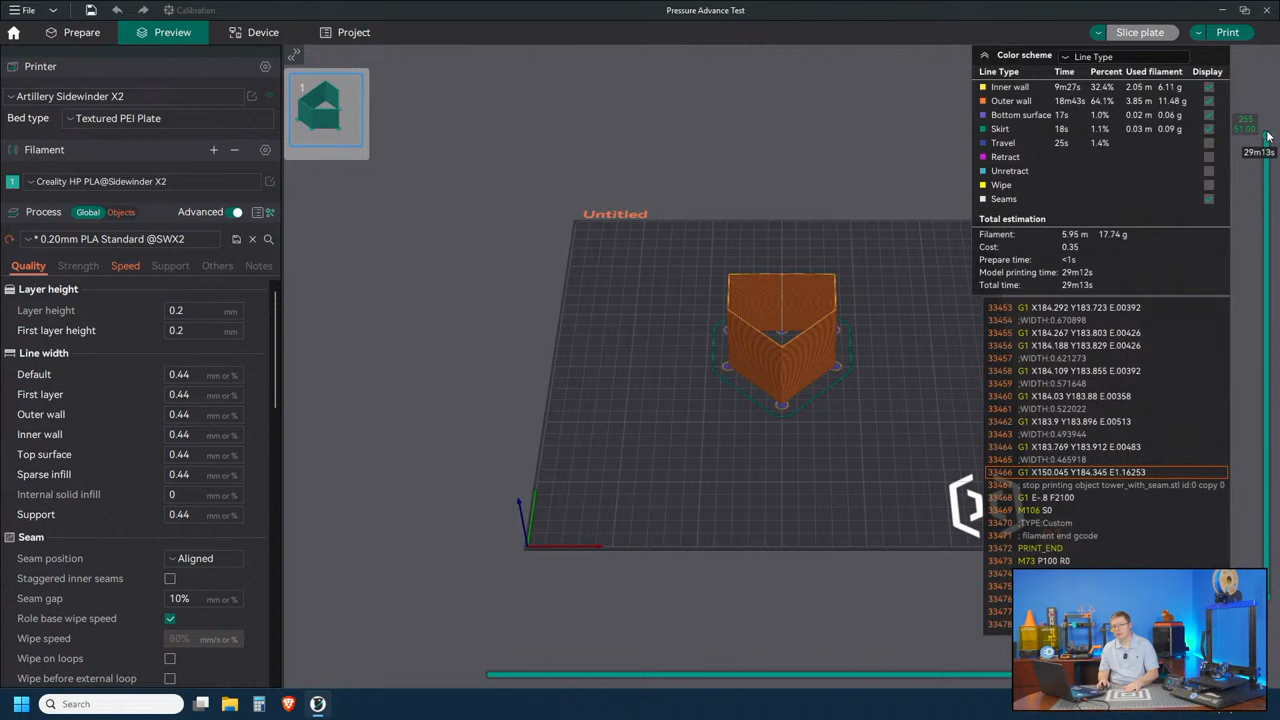 File
Calibration
Pressure Advance Test
Prepare
Preview
Device
Project
Slice plate
Print
Printer
Artillery Sidewinder X2
Bed type
Textured PEI Plate
Filament
1
Creality HP PLA@Sidewinder X2
Process
Global
Objects
Advanced
* 0.20mm PLA Standard @SWX2
Quality
Strength
Speed
Support
Others
Notes
Layer height
Layer height 0.2 mm
First layer height 0.2 mm
Line width
Default 0.44 mm or %
First layer 0.44 mm or %
Outer wall 0.44 mm or %
Inner wall 0.44 mm or %
Top surface 0.44 mm or %
Sparse infill 0.44 mm or %
Internal solid infill 0 mm or %
Support 0.44 mm or %
Seam
Seam position Aligned
Staggered inner seams
Seam gap 10% mm or %
Role base wipe speed
Wipe speed 80% mm/s or %
Wipe on loops
Wipe before external loop
1
Untitled
Color scheme Line Type
Line Type Time Percent Used filament Display
Inner wall 9m27s 32.4% 2.05 m 6.11 g
Outer wall 18m43s 64.1% 3.85 m 11.48 g
Bottom surface 17s 1.0% 0.02 m 0.06 g
Skirt 18s 1.1% 0.03 m 0.09 g
Travel 25s 1.4%
Retract
Unretract
Wipe
Seams
Total estimation
Filament: 5.95 m 17.74 g
Cost: 0.35
Prepare time: <1s
Model printing time: 29m12s
Total time: 29m13s
255
51.00
29m13s
33453 G1 X184.292 Y183.723 E.00392
33454 ;WIDTH:0.670898
33455 G1 X184.267 Y183.803 E.00426
33456 G1 X184.188 Y183.829 E.00426
33457 ;WIDTH:0.621273
33458 G1 X184.109 Y183.855 E.00392
33459 ;WIDTH:0.571648
33460 G1 X184.03 Y183.88 E.00358
33461 ;WIDTH:0.522022
33462 G1 X183.9 Y183.896 E.00513
33463 ;WIDTH:0.493944
33464 G1 X183.769 Y183.912 E.00483
33465 ;WIDTH:0.465918
33466 G1 X150.045 Y184.345 E1.16253
33467 ; stop printing object tower_with_seam.stl id:0 copy 0
33468 G1 E-.8 F2100
33469 M106 S0
33470 ;TYPE:Custom
33471 ; filament end gcode
33472 PRINT_END
33473 M73 P100 R0
33474
33475
33476
33477
33478
Search